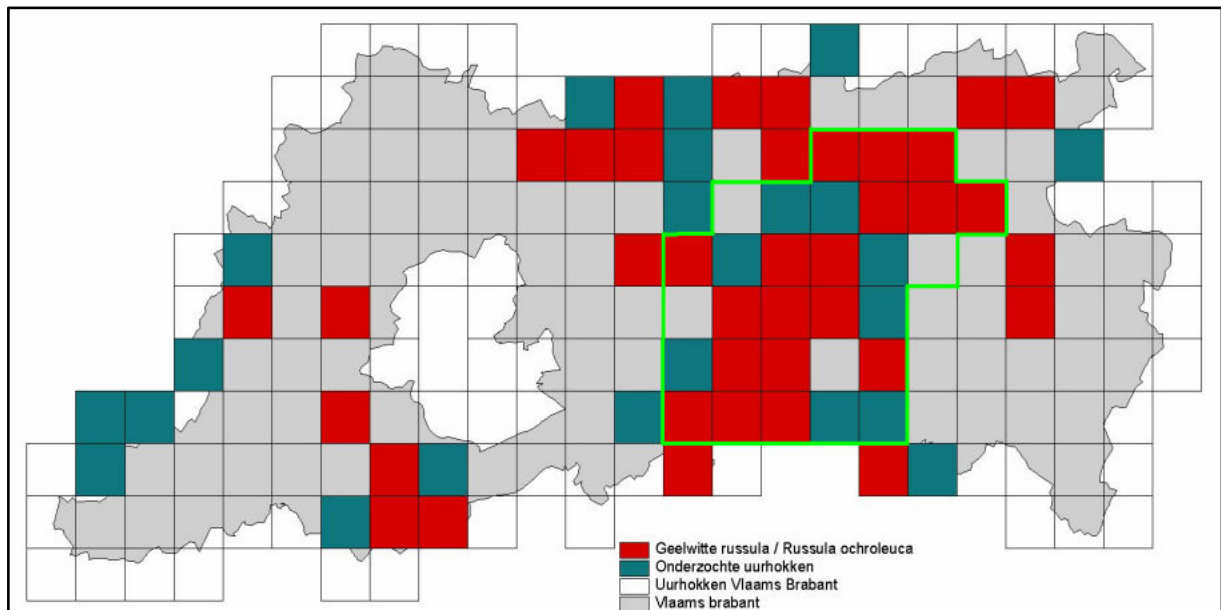 Geelwitte russula / Russula ochroleuca
Onderzochte uurhokken
Uurhokken Vlaams Brabant
Vlaams brabant